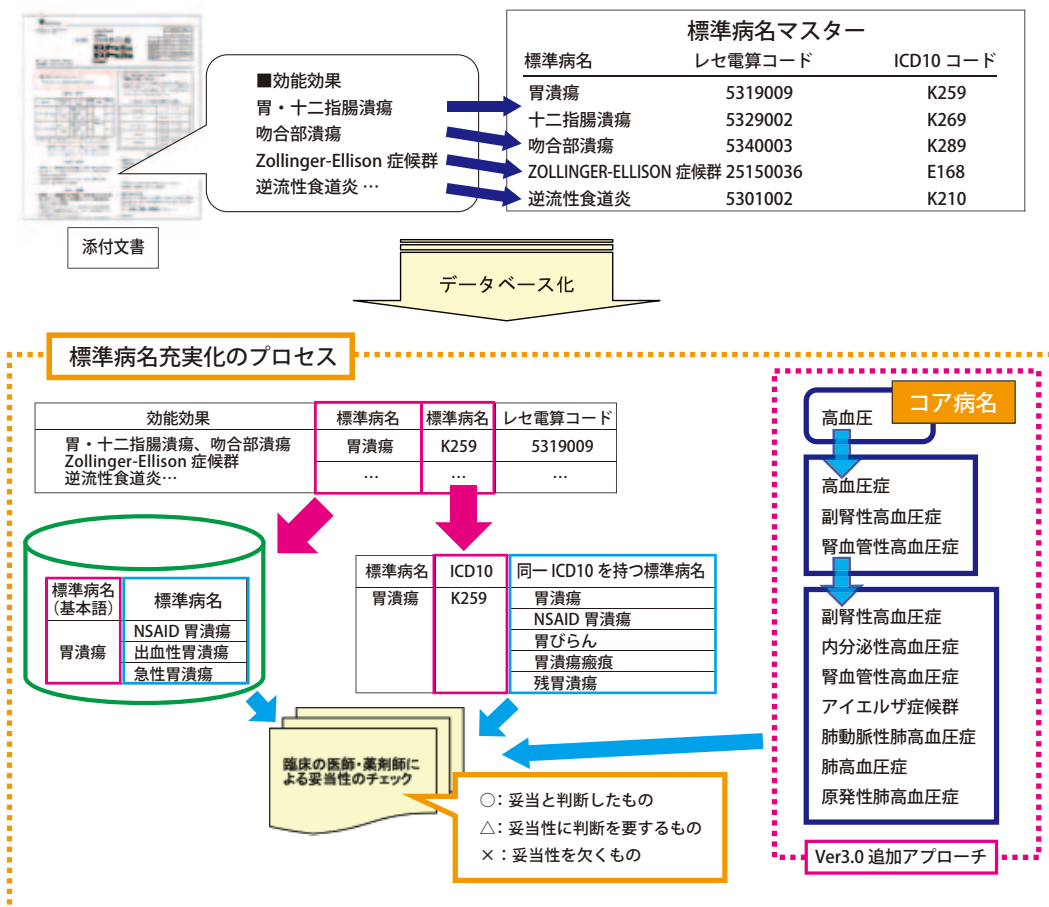 標準病名マスター
標準病名 レセ電算コード ICD10 コード
胃潰瘍 5319009 K259
十二指腸潰瘍 5329002 K269
吻合部潰瘍 5340003 K289
ZOLLINGER-ELLISON 症候群 25150036 E168
逆流性食道炎 5301002 K210
■効能効果
胃・十二指腸潰瘍
吻合部潰瘍
Zollinger-Ellison 症候群
逆流性食道炎 …
添付文書
データベース化
標準病名充実化のプロセス
効能効果 標準病名 標準病名 レセ電算コード
胃・十二指腸潰瘍、吻合部潰瘍 胃潰瘍 K259 5319009
Zollinger-Ellison 症候群
逆流性食道炎… … … …
標準病名
(基本語) 標準病名
胃潰瘍
NSAID 胃潰瘍
出血性胃潰瘍
急性胃潰瘍
標準病名 ICD10 同一 ICD10 を持つ標準病名
胃潰瘍 K259 胃潰瘍
NSAID 胃潰瘍
胃びらん
胃潰瘍瘢痕
残胃潰瘍
臨床の医師・薬剤師に
よる妥当性のチェック
○：妥当と判断したもの
△：妥当性に判断を要するもの
×：妥当性を欠くもの
コア病名
高血圧
高血圧症
副腎性高血圧症
腎血管性高血圧症
副腎性高血圧症
内分泌性高血圧症
腎血管性高血圧症
アイエルザ症候群
肺動脈性肺高血圧症
肺高血圧症
原発性肺高血圧症
Ver3.0 追加アプローチ